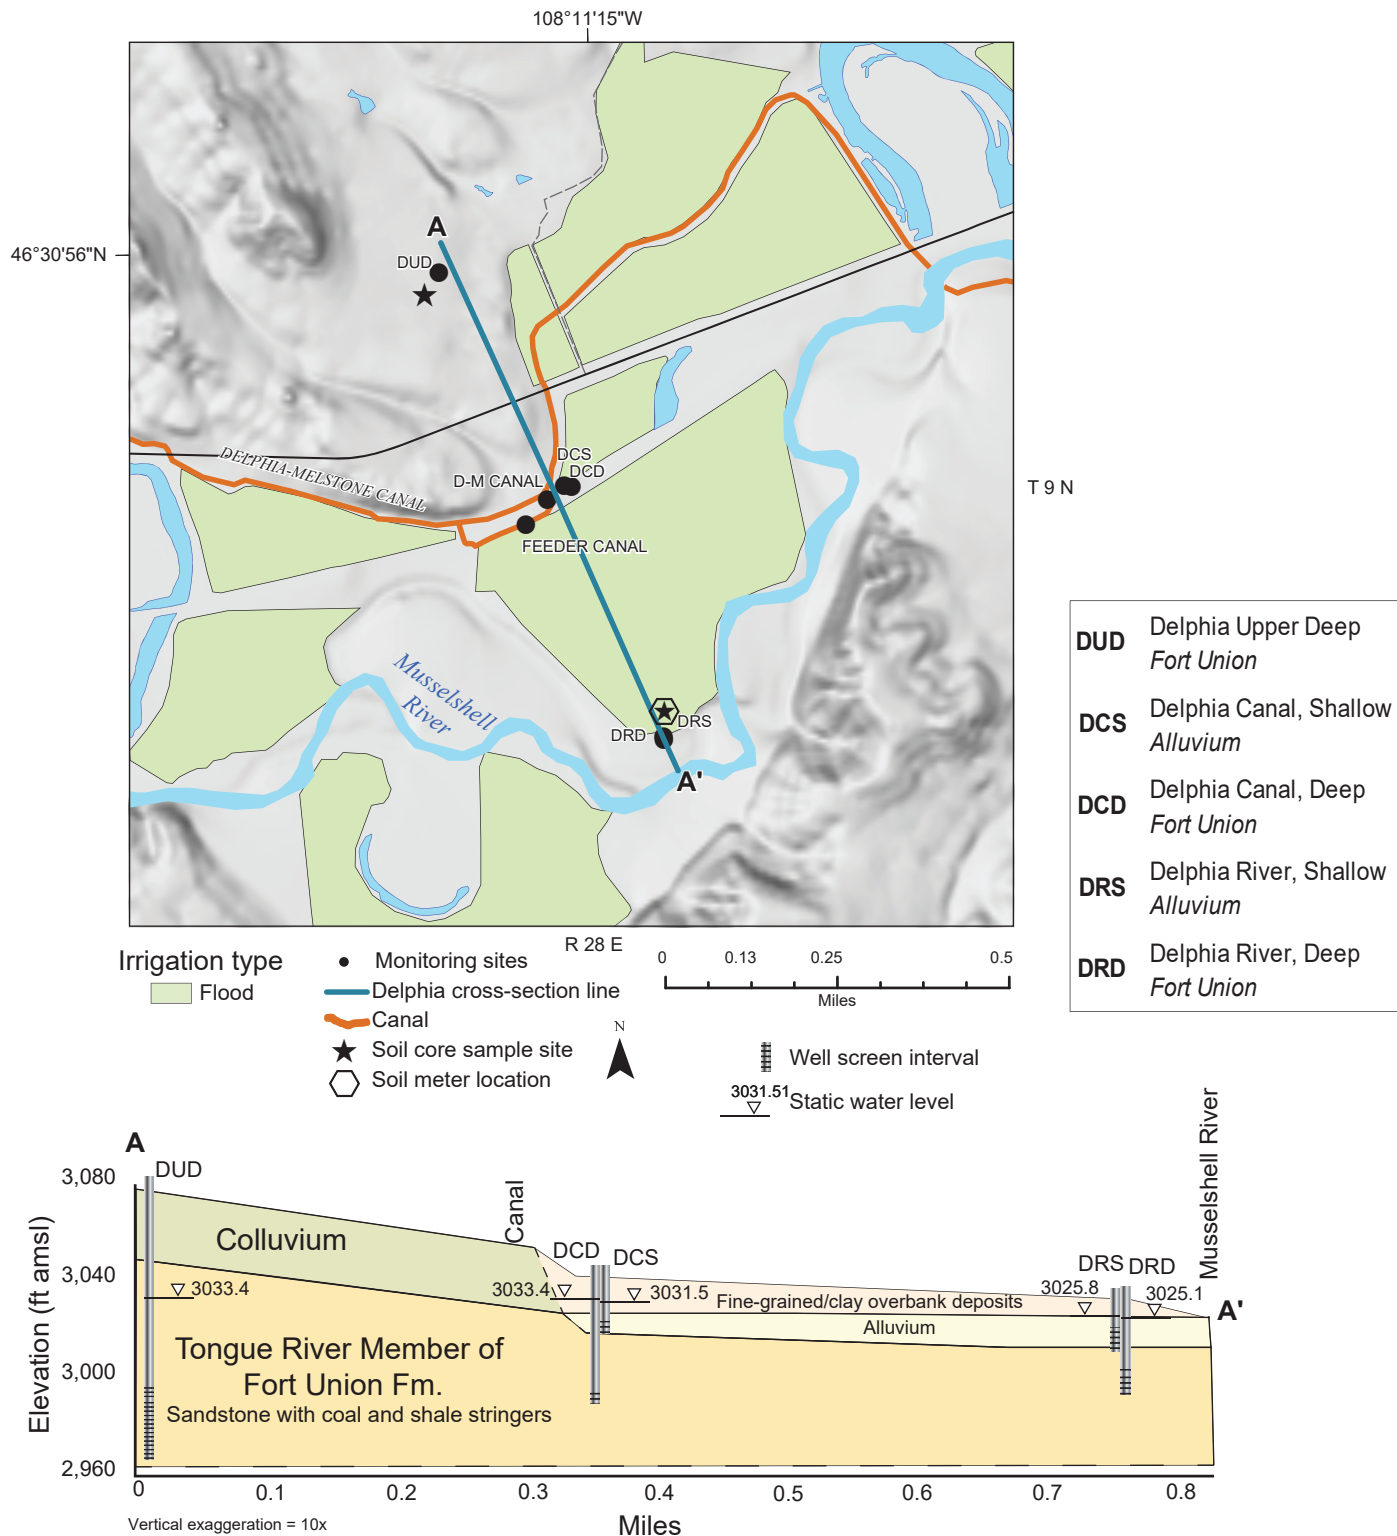 108°11'15"W
46°30'56"N
A
DUD
DCS
DCD
D-M CANAL
DELPHIA-MELSTONE CANAL
FEEDER CANAL
T 9 N
Musselshell
River
DRS
DRD
A'
R 28 E
DUD Delphia Upper Deep
Fort Union
DCS Delphia Canal, Shallow
Alluvium
DCD Delphia Canal, Deep
Fort Union
DRS Delphia River, Shallow
Alluvium
DRD Delphia River, Deep
Fort Union
Irrigation type
Flood
Monitoring sites
Delphia cross-section line
Canal
Soil core sample site
Soil meter location
0 0.13 0.25 0.5
Miles
N
Well screen interval
3031.51 Static water level
A
DUD
Canal
DCD
DCS
DRS
DRD
Musselshell River
A'
Elevation (ft amsl)
3,080
3,040
3,000
2,960
Colluvium
3033.4
3033.4
3031.5
3025.8
3025.1
Fine-grained/clay overbank deposits
Alluvium
Tongue River Member of
Fort Union Fm.
Sandstone with coal and shale stringers
0 0.1 0.2 0.3 0.4 0.5 0.6 0.7 0.8
Miles
Vertical exaggeration = 10x